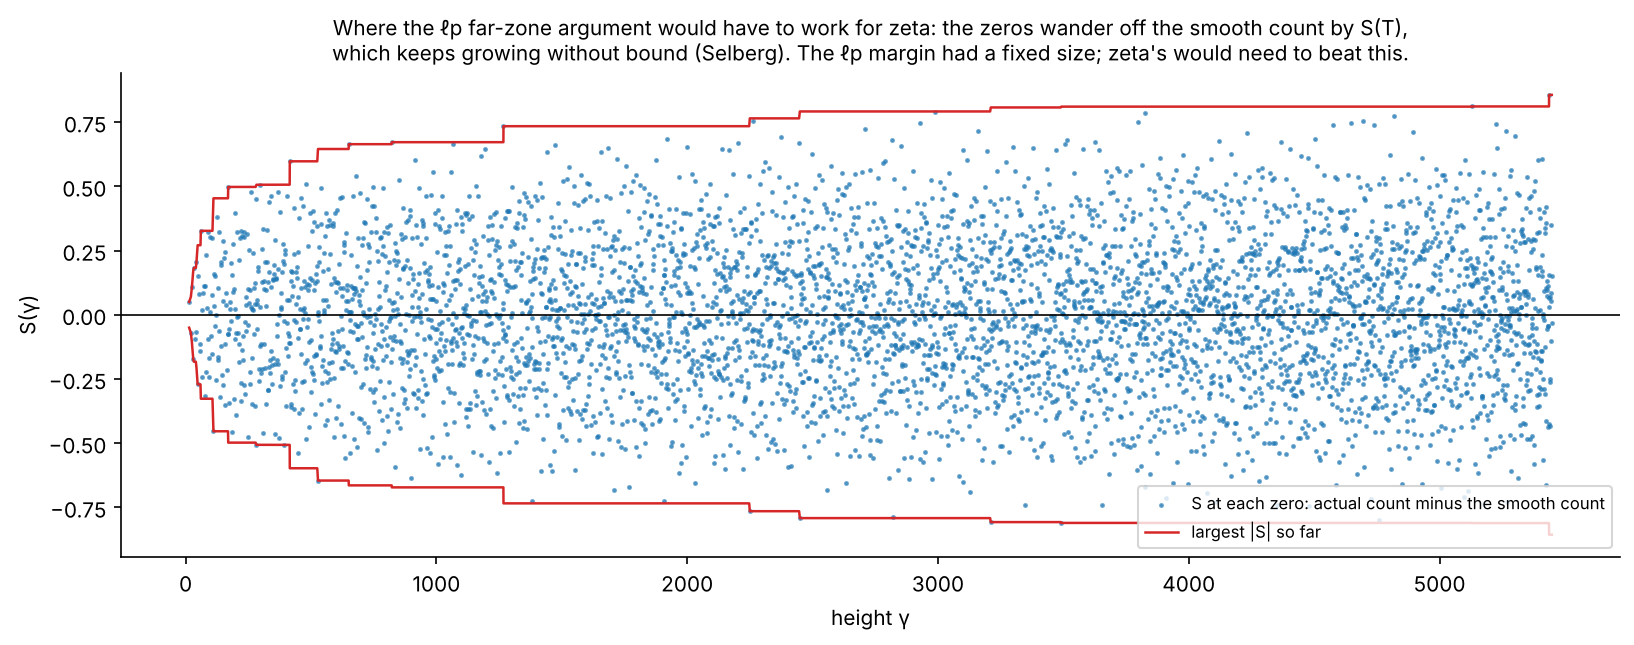 Where the ℓp far-zone argument would have to work for zeta: the zeros wander off the smooth count by S(T),
which keeps growing without bound (Selberg). The ℓp margin had a fixed size; zeta's would need to beat this.
S(γ)
0.75
0.50
0.25
0.00
−0.25
−0.50
−0.75
S at each zero: actual count minus the smooth count
largest |S| so far
0
1000
2000
3000
4000
5000
height γ